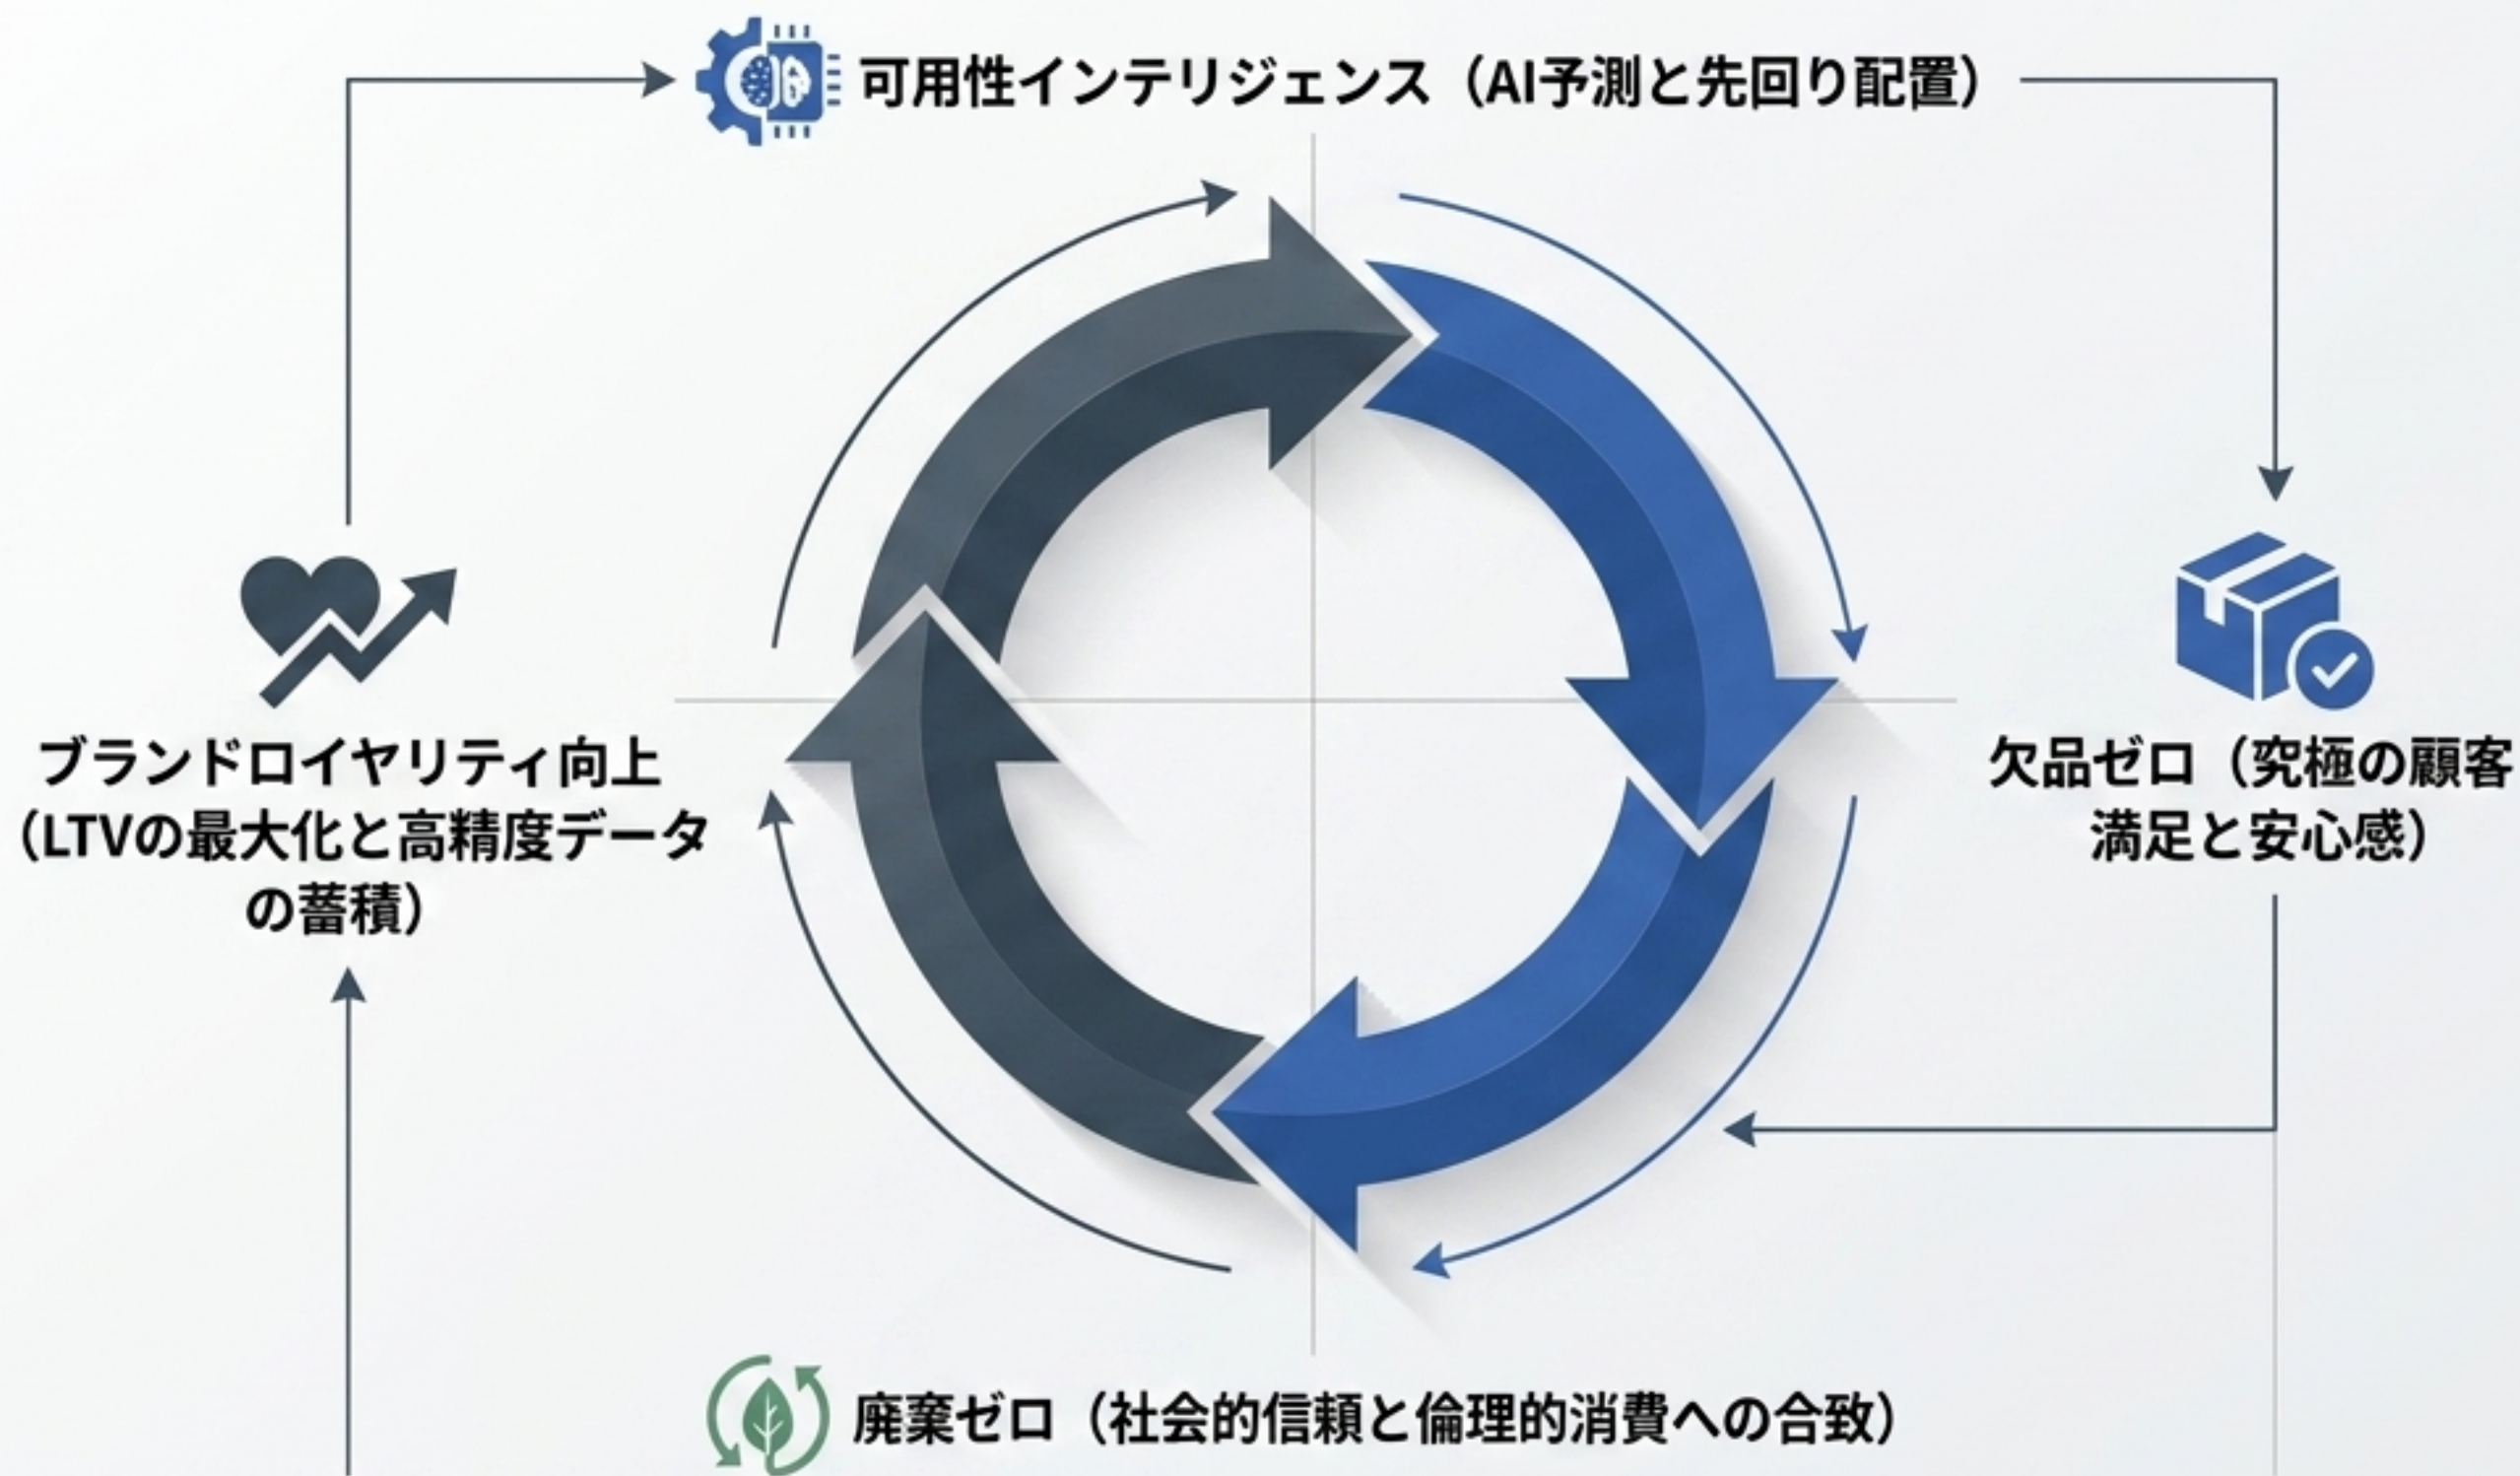 可用性インテリジェンス（AI予測と先回り配置）
ブランドロイヤリティ向上
（LTVの最大化と高精度データ
の蓄積）
欠品ゼロ（究極の顧客
満足と安心感）
廃棄ゼロ（社会的信頼と倫理的消費への合致）